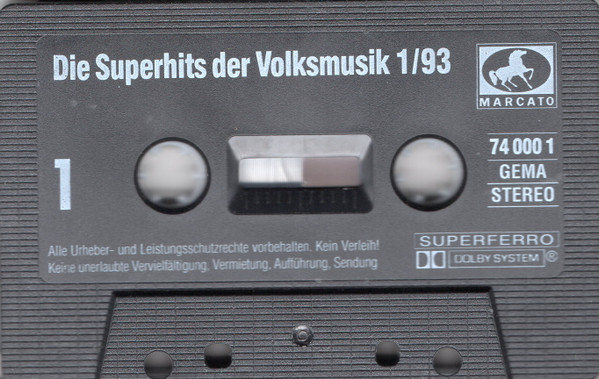 Die Superhits der Volksmusik 1/93
MARCATO
1
74 000 1
GEMA
STEREO
Alle Urheber- und Leistungsschutzrechte vorbehalten. Kein Verleih!
Keine unerlaubte Vervielfältigung, Vermietung, Aufführung, Sendung
SUPERFERRO
DOLBY SYSTEM ®